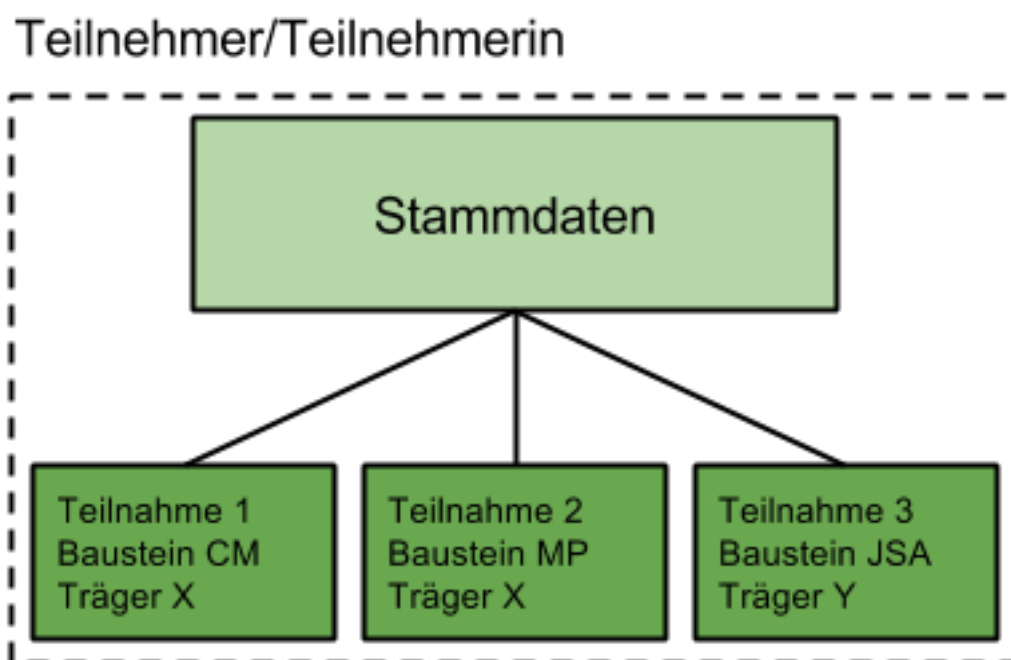 Teilnehmer/Teilnehmerin
Stammdaten
Teilnahme 1
Baustein CM
Träger X
Teilnahme 2
Baustein MP
Träger X
Teilnahme 3
Baustein JSA
Träger Y